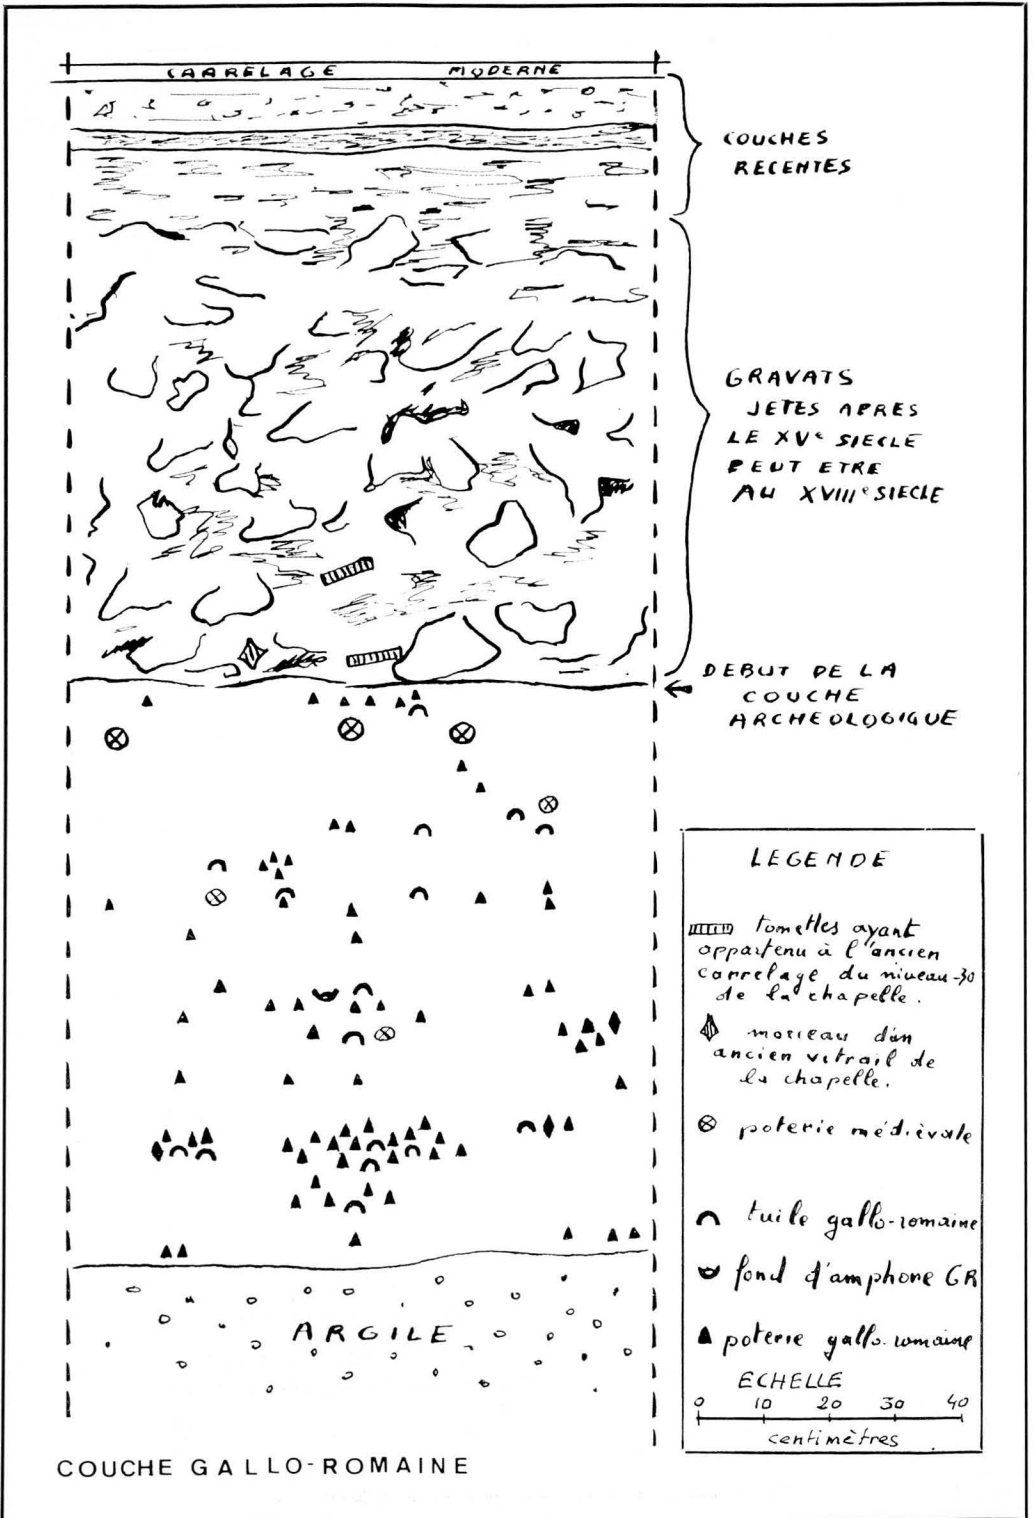 CARRELAGE MODERNE
COUCHES
RECENTES
GRAVATS
JETES APRES
LE XVe SIECLE
PEUT ETRE
AU XVIIIe SIECLE
DEBUT DE LA
COUCHE
ARCHEOLOGIQUE
LEGENDE
tomettes ayant
appartenu à l'ancien
carrelage du niveau-30
de la chapelle.
morceau d'un
ancien vitrail de
la chapelle.
poterie médièvale
tuile gallo-romaine
fond d'amphore GR
poterie gallo-romaine
ECHELLE
0 10 20 30 40
centimètres
ARGILE
COUCHE GALLO-ROMAINE